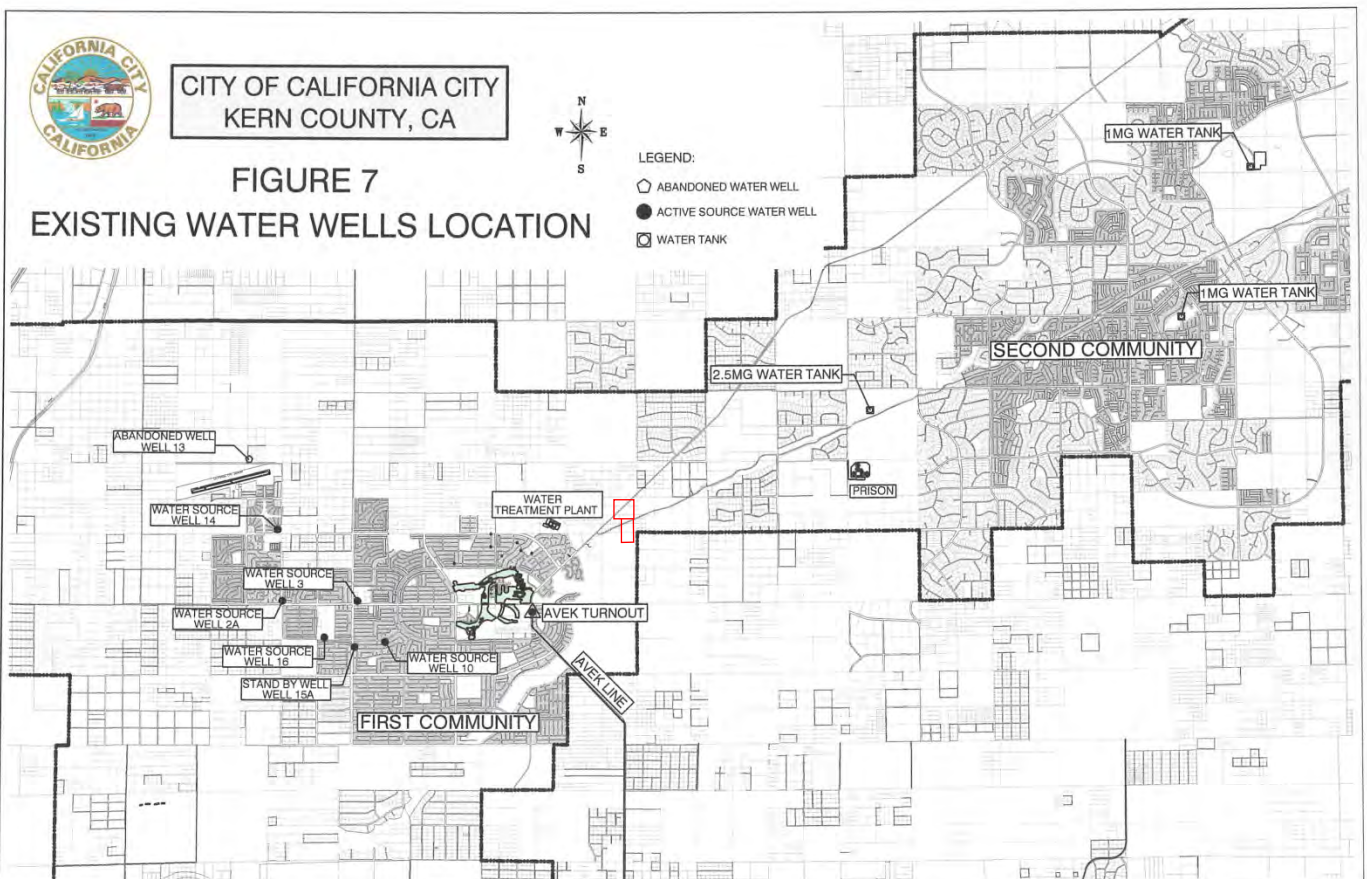 CALIFORNIA CITY
CALIFORNIA
CITY OF CALIFORNIA CITY
KERN COUNTY, CA
FIGURE 7
EXISTING WATER WELLS LOCATION
N
W
E
S
LEGEND:
ABANDONED WATER WELL
ACTIVE SOURCE WATER WELL
WATER TANK
1MG WATER TANK
1MG WATER TANK
SECOND COMMUNITY
2.5MG WATER TANK
ABANDONED WELL
WELL 13
PRISON
WATER
TREATMENT PLANT
WATER SOURCE
WELL 14
WATER SOURCE
WELL 3
WATER SOURCE
WELL 2A
AVEK TURNOUT
WATER SOURCE
WELL 16
WATER SOURCE
WELL 10
STAND BY WELL
WELL 15A
AVEK LINE
FIRST COMMUNITY